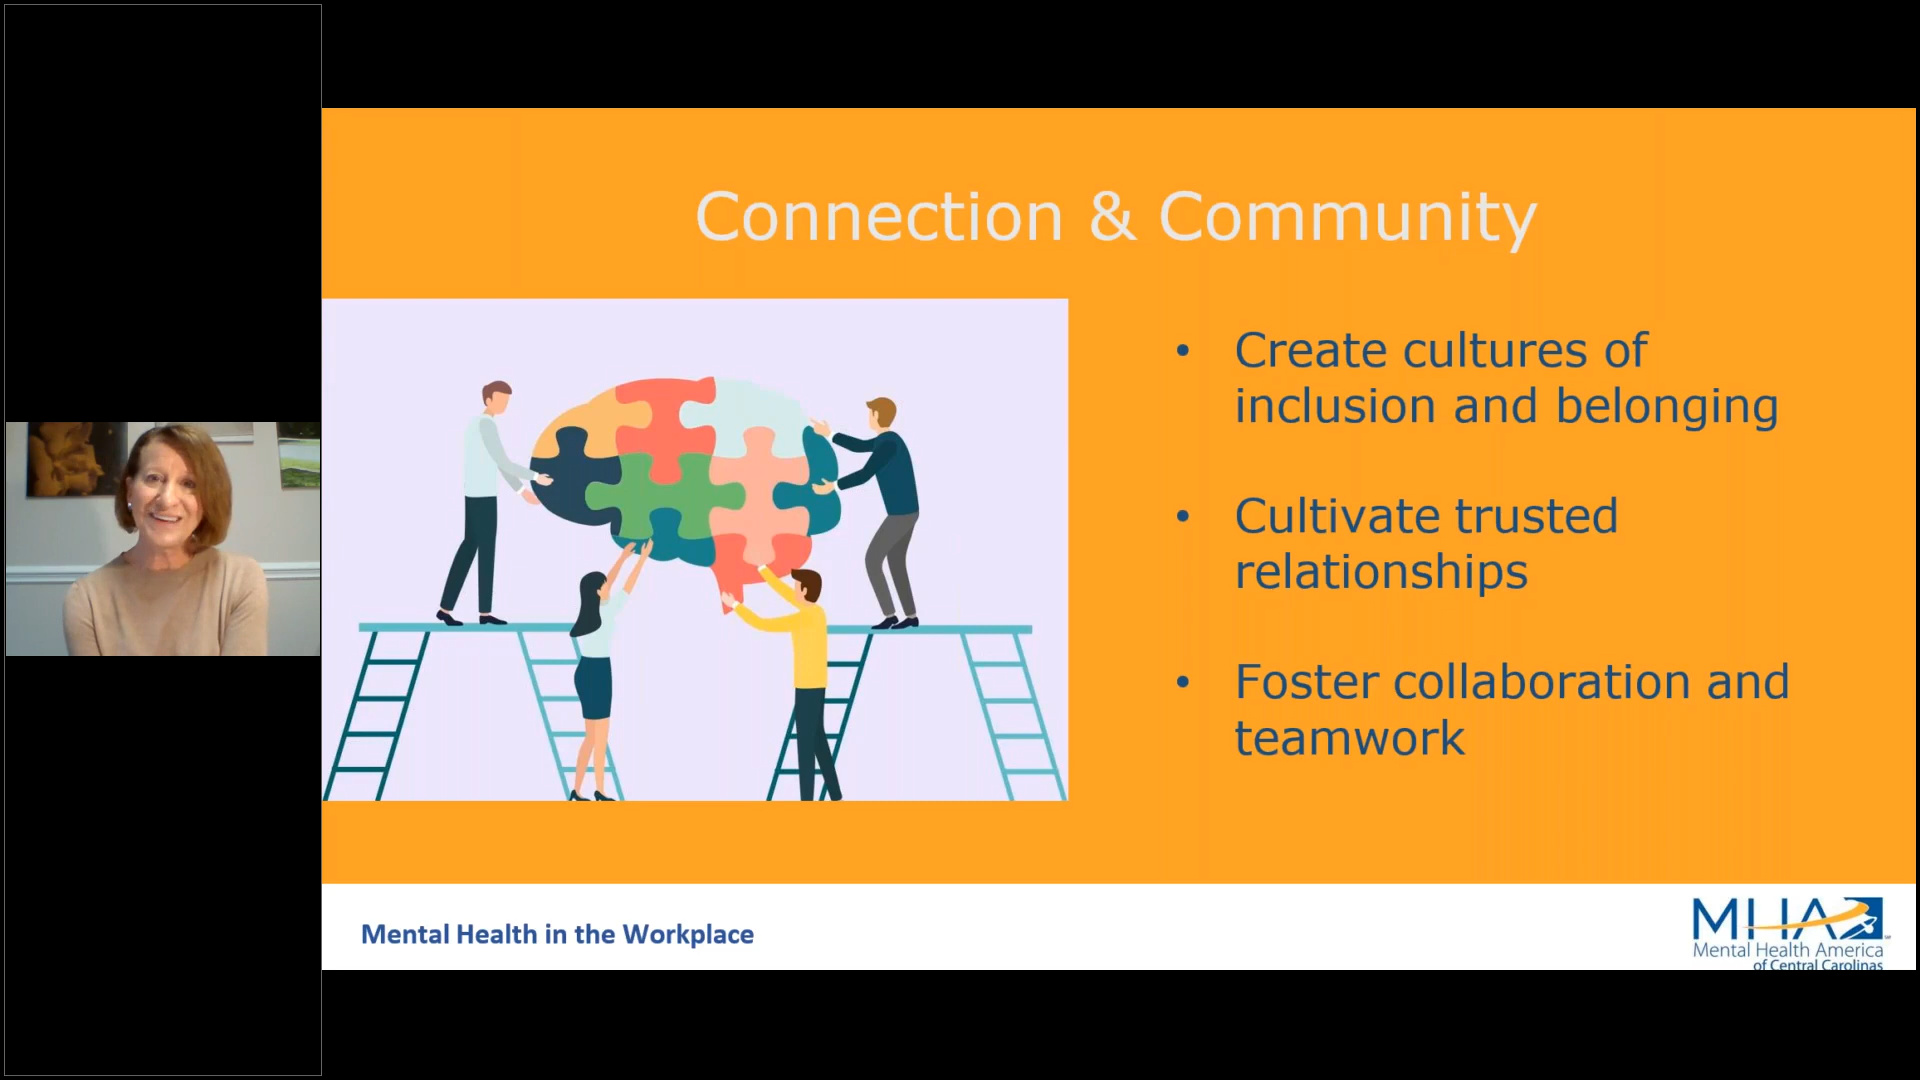 Connection & Community
• Create cultures of
inclusion and belonging
• Cultivate trusted
relationships
• Foster collaboration and
teamwork
Mental Health in the Workplace
MHA
Mental Health America
of Central Carolinas